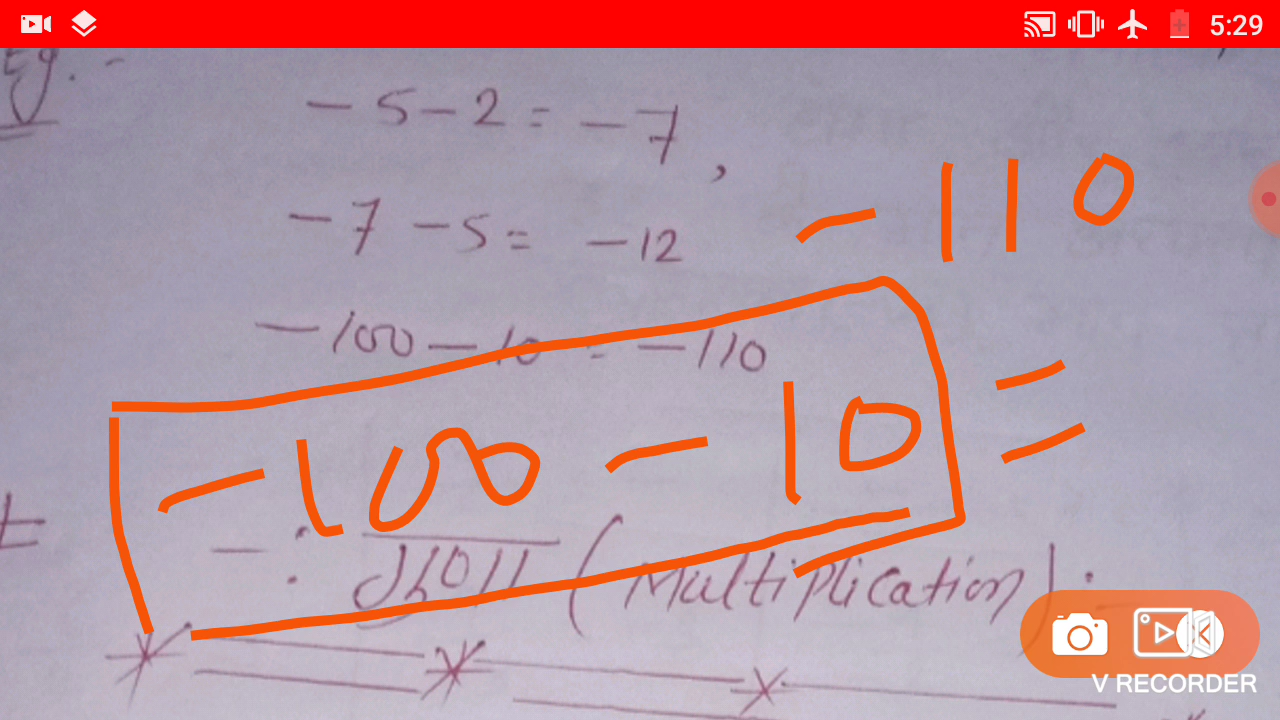 5:29
Eg. -
- 5 - 2 = - 7 ,
- 7 - 5 = - 12
- 110
- 100 - 10 = - 110
- 100 - 10 =
- : गुणा ( Multiplication ) : -
V RECORDER